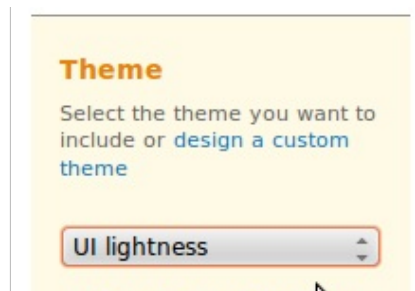 Theme
Select the theme you want to
include or design a custom
theme
UI lightness